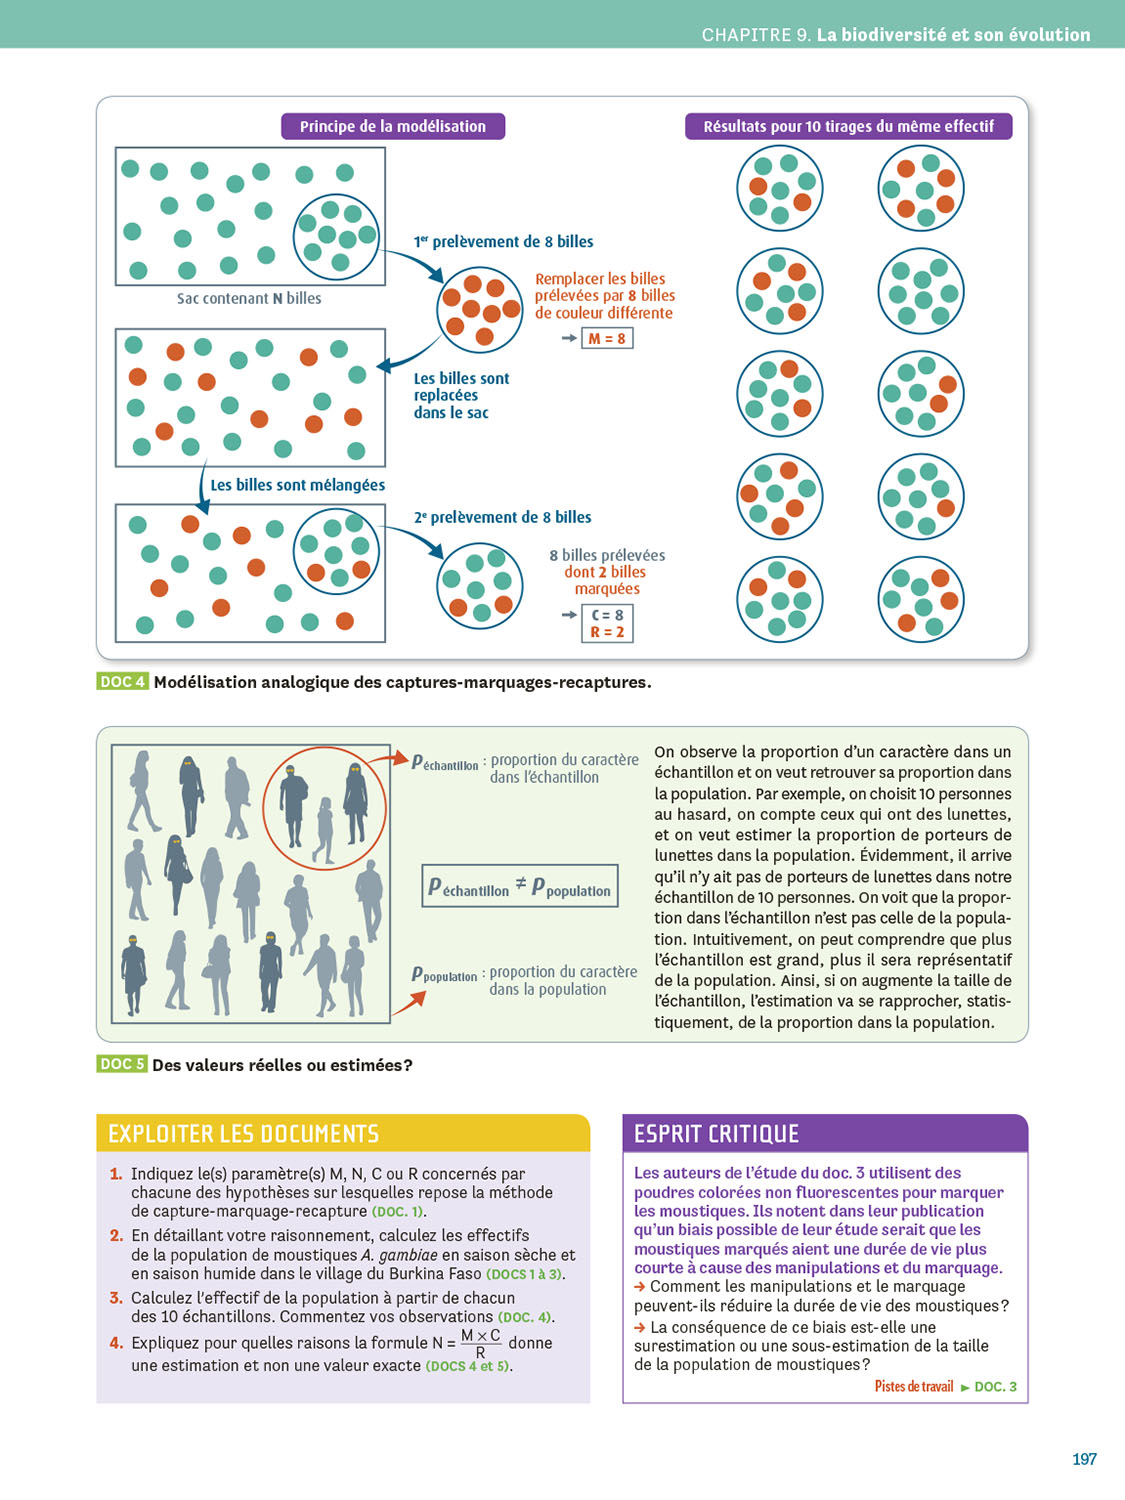 CHAPITRE 9. La biodiversité et son évolution
Principe de la modélisation
Résultats pour 10 tirages du même effectif
1er prelèvement de 8 billes
Sac contenant N billes
Remplacer les billes
prélevées par 8 billes
de couleur différente
→ M = 8
Les billes sont
replacées
dans le sac
Les billes sont mélangées
2e prelèvement de 8 billes
8 billes prélevées
dont 2 billes
marquées
→ C = 8
R = 2
DOC 4 Modélisation analogique des captures-marquages-recaptures.
péchantillon : proportion du caractère
dans l'échantillon
péchantillon ≠ ppopulation
ppopulation : proportion du caractère
dans la population
On observe la proportion d'un caractère dans un
échantillon et on veut retrouver sa proportion dans
la population. Par exemple, on choisit 10 personnes
au hasard, on compte ceux qui ont des lunettes,
et on veut estimer la proportion de porteurs de
lunettes dans la population. Évidemment, il arrive
qu'il n'y ait pas de porteurs de lunettes dans notre
échantillon de 10 personnes. On voit que la propor-
tion dans l'échantillon n'est pas celle de la popula-
tion. Intuitivement, on peut comprendre que plus
l'échantillon est grand, plus il sera représentatif
de la population. Ainsi, si on augmente la taille de
l'échantillon, l'estimation va se rapprocher, statis-
tiquement, de la proportion dans la population.
DOC 5 Des valeurs réelles ou estimées ?
EXPLOITER LES DOCUMENTS
1. Indiquez le(s) paramètre(s) M, N, C ou R concernés par
chacune des hypothèses sur lesquelles repose la méthode
de capture-marquage-recapture (DOC. 1).
2. En détaillant votre raisonnement, calculez les effectifs
de la population de moustiques A. gambiae en saison sèche et
en saison humide dans le village du Burkina Faso (DOCS 1 à 3).
3. Calculez l'effectif de la population à partir de chacun
des 10 échantillons. Commentez vos observations (DOC. 4).
4. Expliquez pour quelles raisons la formule N = M × C / R donne
une estimation et non une valeur exacte (DOCS 4 et 5).
ESPRIT CRITIQUE
Les auteurs de l'étude du doc. 3 utilisent des
poudres colorées non fluorescentes pour marquer
les moustiques. Ils notent dans leur publication
qu'un biais possible de leur étude serait que les
moustiques marqués aient une durée de vie plus
courte à cause des manipulations et du marquage.
→ Comment les manipulations et le marquage
peuvent-ils réduire la durée de vie des moustiques ?
→ La conséquence de ce biais est-elle une
surestimation ou une sous-estimation de la taille
de la population de moustiques ?
Pistes de travail ► DOC. 3
197